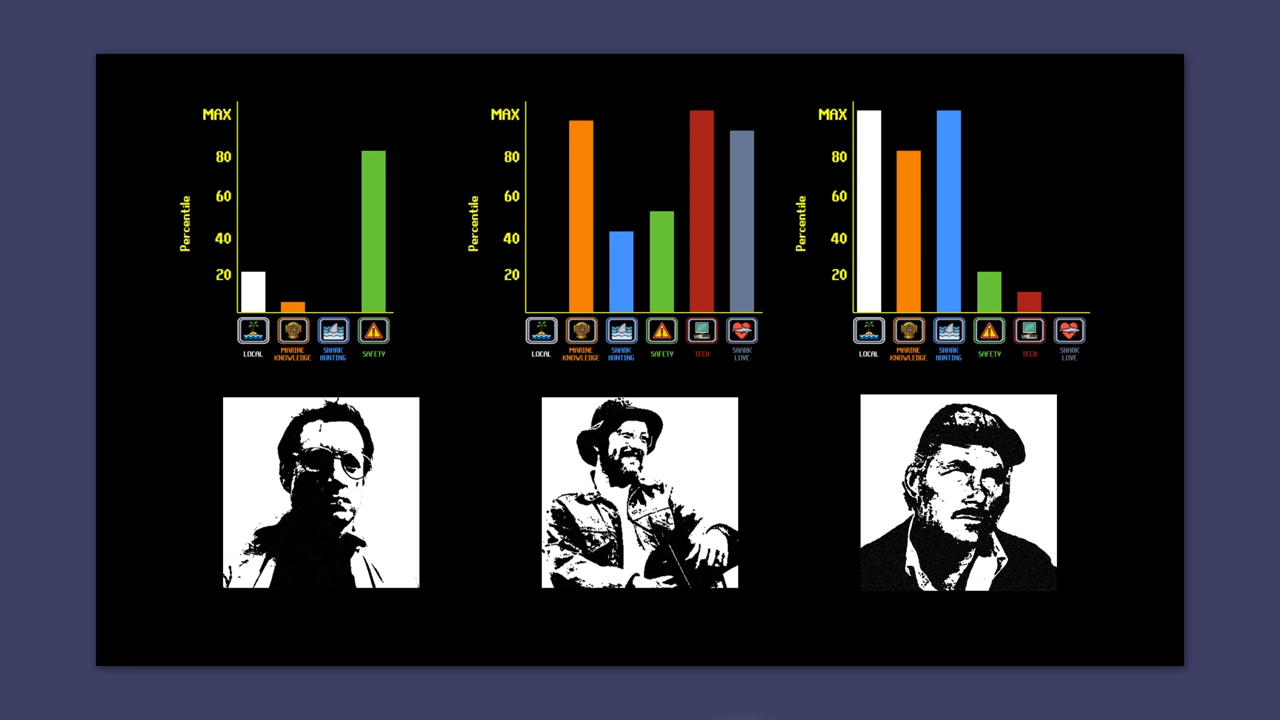 MAX
80
60
40
20
Percentile
LOCAL
MARINE
KNOWLEDGE
SHARK
HUNTING
SAFETY
MAX
80
60
40
20
Percentile
LOCAL
MARINE
KNOWLEDGE
SHARK
HUNTING
SAFETY
TECH
SHARK
LOVE
MAX
80
60
40
20
Percentile
LOCAL
MARINE
KNOWLEDGE
SHARK
HUNTING
SAFETY
TECH
SHARK
LOVE